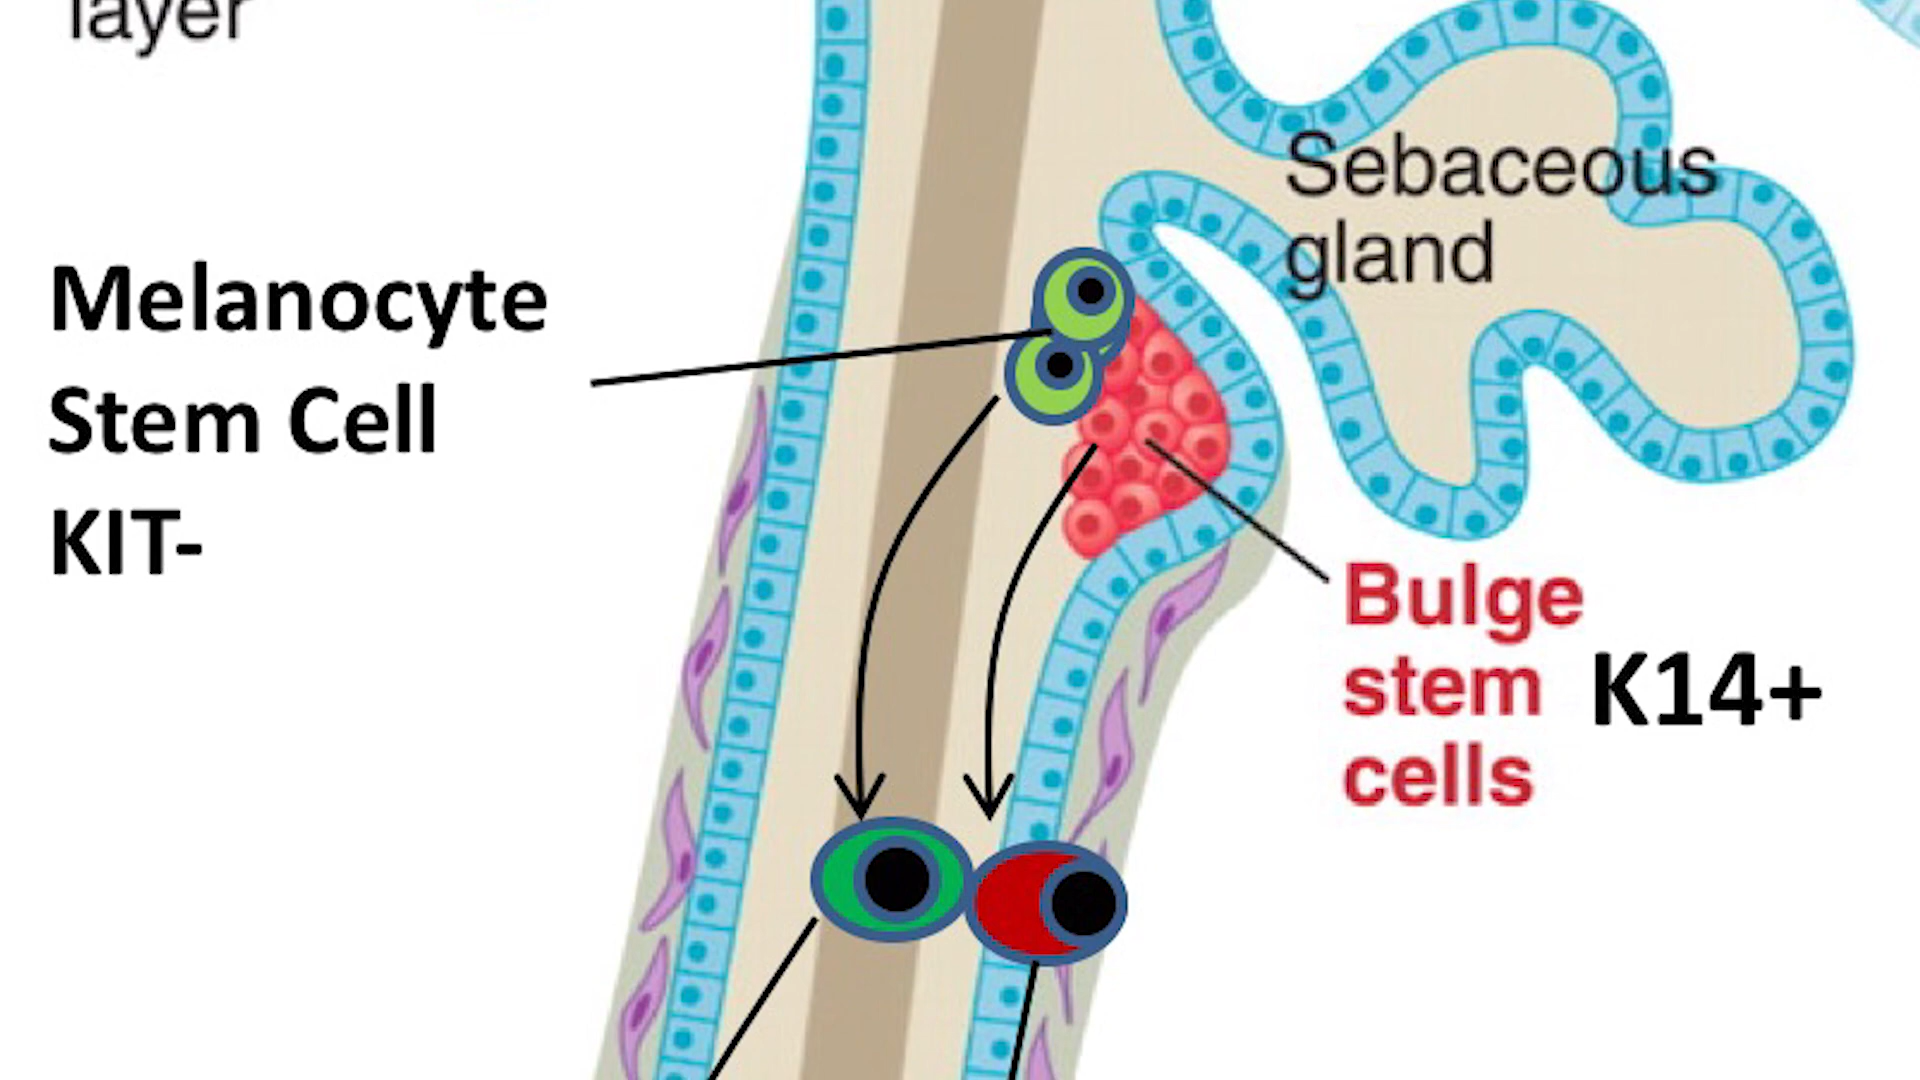 layer
Sebaceous
gland
Melanocyte
Stem Cell
KIT-
Bulge
stem K14+
cells